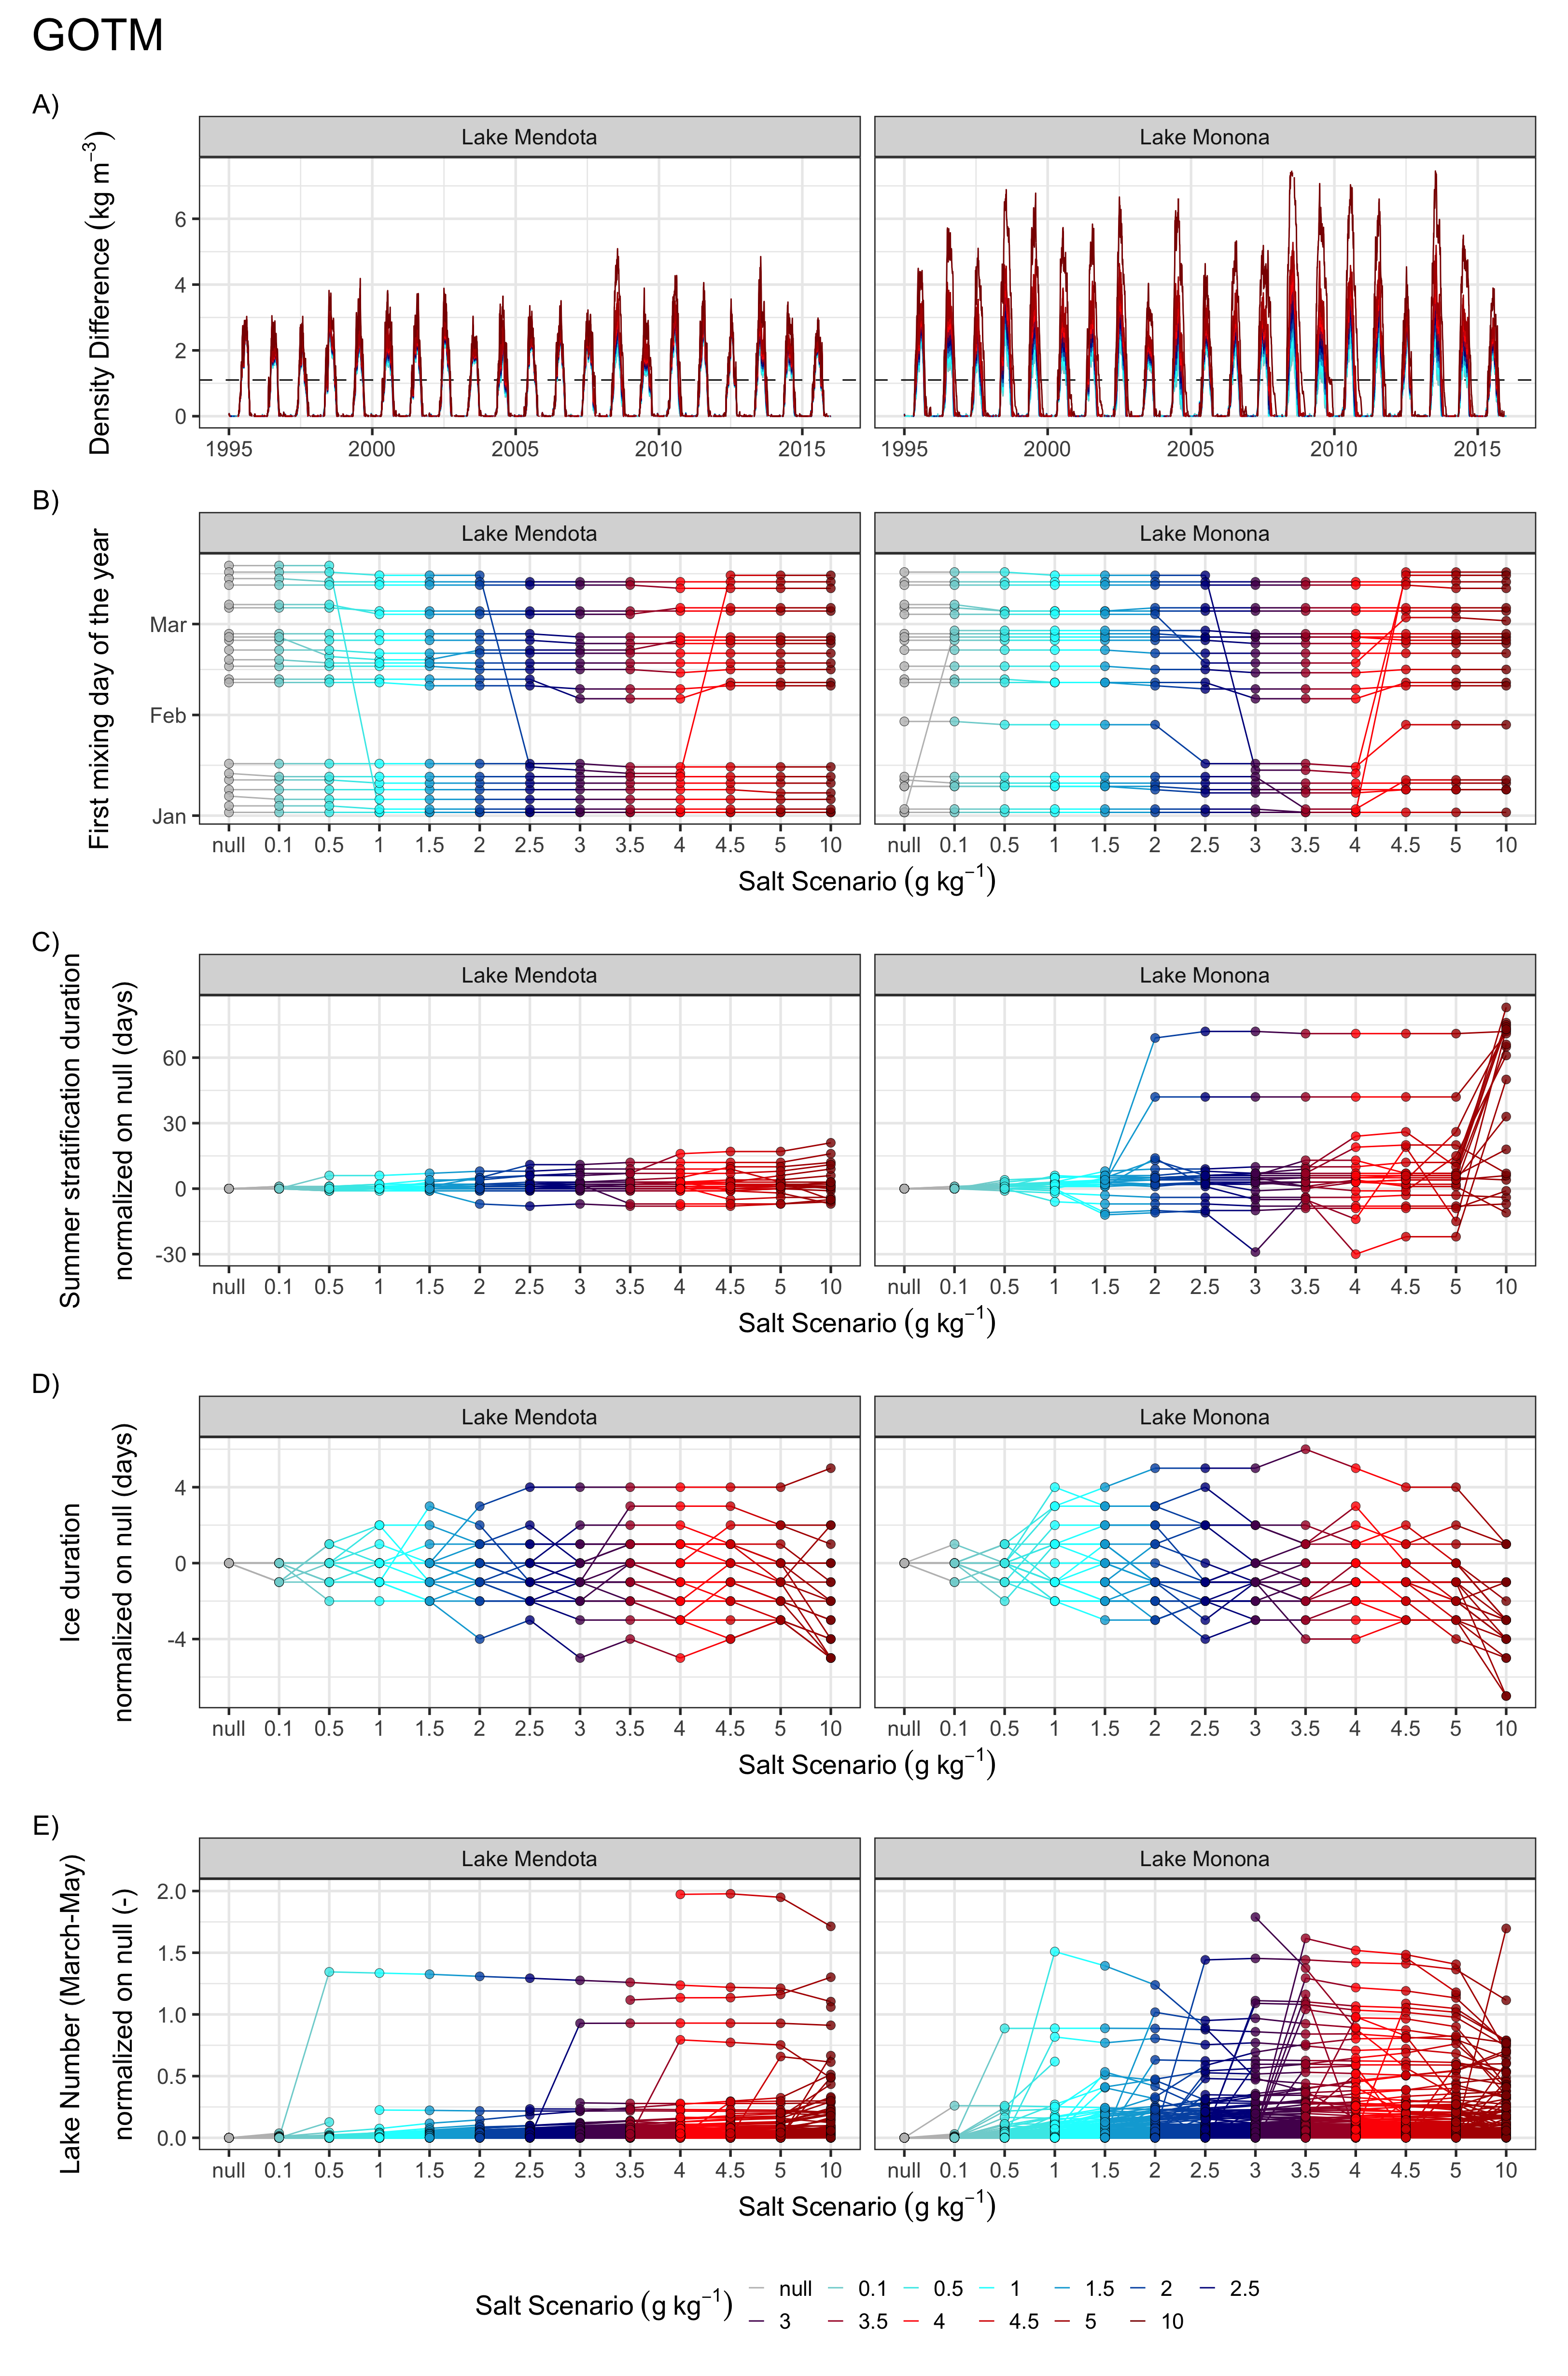 GOTM
A)
Lake Mendota
Lake Monona
Density Difference (kg m−3)
6
4
2
0
1995 2000 2005 2010 2015
1995 2000 2005 2010 2015
B)
Lake Mendota
Lake Monona
First mixing day of the year
Mar
Feb
Jan
null 0.1 0.5 1 1.5 2 2.5 3 3.5 4 4.5 5 10
null 0.1 0.5 1 1.5 2 2.5 3 3.5 4 4.5 5 10
Salt Scenario (g kg−1)
C)
Lake Mendota
Lake Monona
Summer stratification duration
normalized on null (days)
60
30
0
-30
null 0.1 0.5 1 1.5 2 2.5 3 3.5 4 4.5 5 10
null 0.1 0.5 1 1.5 2 2.5 3 3.5 4 4.5 5 10
Salt Scenario (g kg−1)
D)
Lake Mendota
Lake Monona
Ice duration
normalized on null (days)
4
0
-4
null 0.1 0.5 1 1.5 2 2.5 3 3.5 4 4.5 5 10
null 0.1 0.5 1 1.5 2 2.5 3 3.5 4 4.5 5 10
Salt Scenario (g kg−1)
E)
Lake Mendota
Lake Monona
Lake Number (March-May)
normalized on null (-)
2.0
1.5
1.0
0.5
0.0
null 0.1 0.5 1 1.5 2 2.5 3 3.5 4 4.5 5 10
null 0.1 0.5 1 1.5 2 2.5 3 3.5 4 4.5 5 10
Salt Scenario (g kg−1)
Salt Scenario (g kg−1)
null 0.1 0.5 1 1.5 2 2.5
3 3.5 4 4.5 5 10